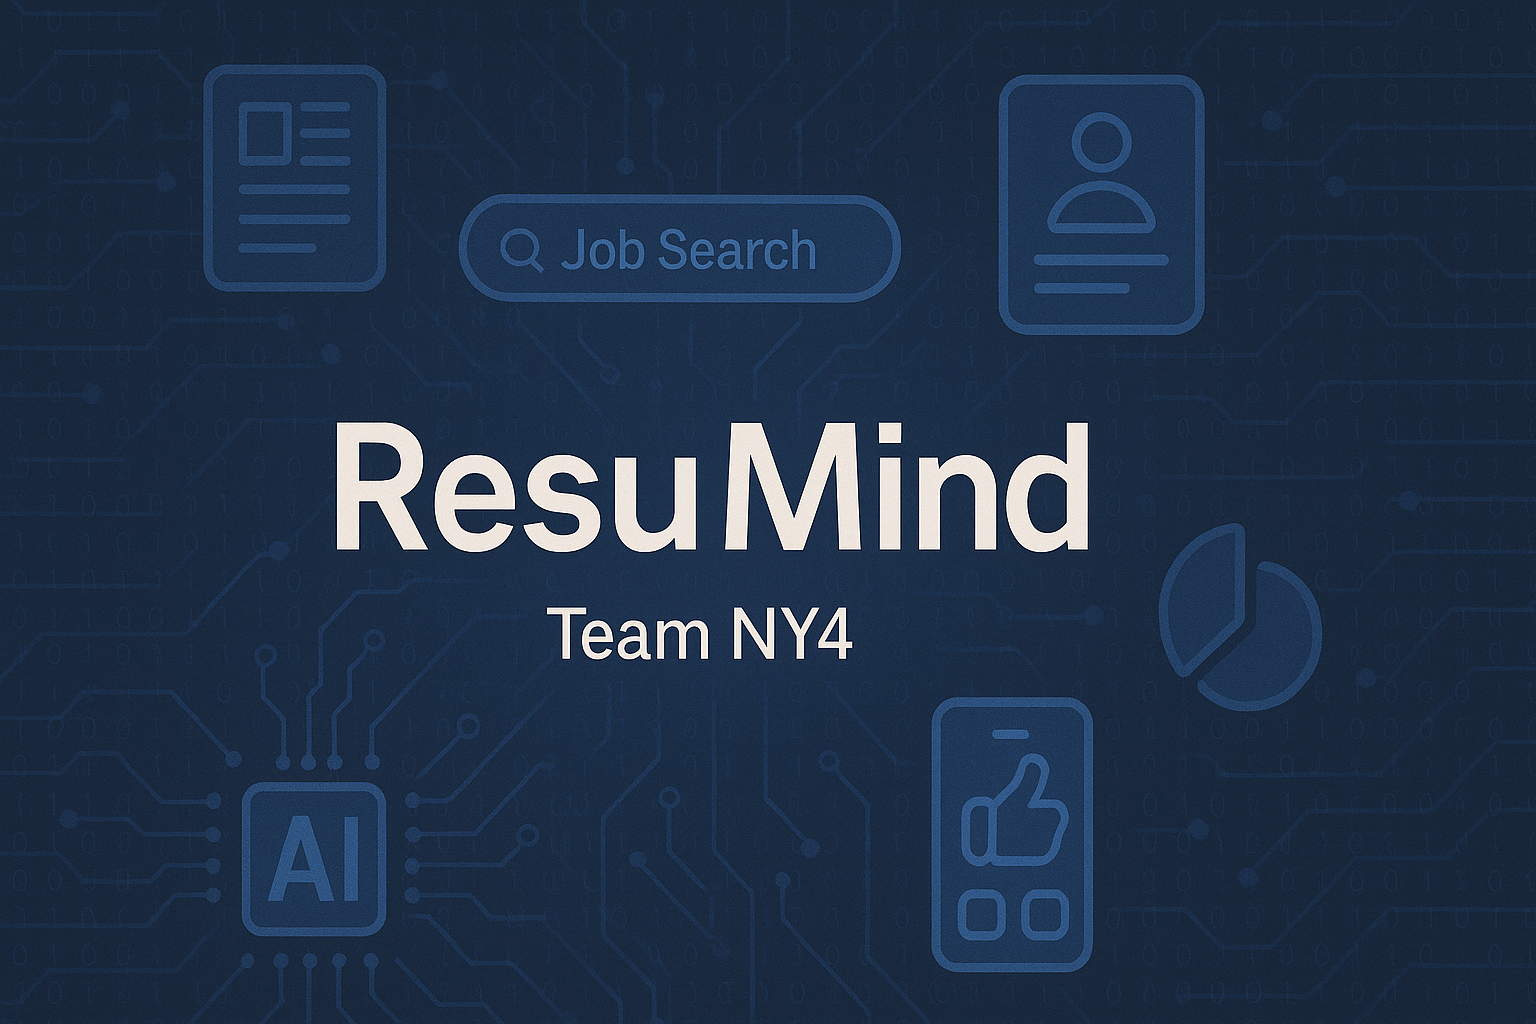 Job Search
ResuMind
Team NY4
AI